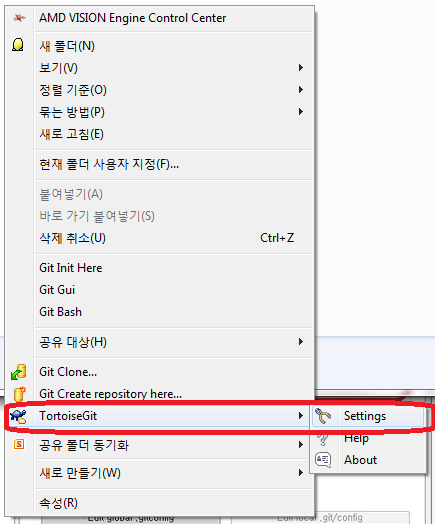 AMD VISION Engine Control Center
새 폴더(N)
보기(V)
정렬 기준(O)
묶는 방법(P)
새로 고침(E)
현재 폴더 사용자 지정(F)...
붙여넣기(A)
바로 가기 붙여넣기(S)
삭제 취소(U) Ctrl+Z
Git Init Here
Git Gui
Git Bash
공유 대상(H)
Git Clone...
Git Create repository here...
TortoiseGit
Settings
Help
About
공유 폴더 동기화
새로 만들기(W)
속성(R)
Edit global .gitconfig
Edit local .git/config